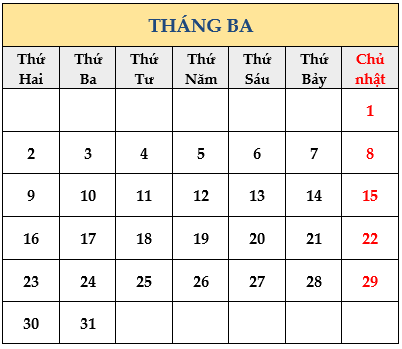 THÁNG BA
Thứ Hai Thứ Ba Thứ Tư Thứ Năm Thứ Sáu Thứ Bảy Chủ nhật
1
2 3 4 5 6 7 8
9 10 11 12 13 14 15
16 17 18 19 20 21 22
23 24 25 26 27 28 29
30 31